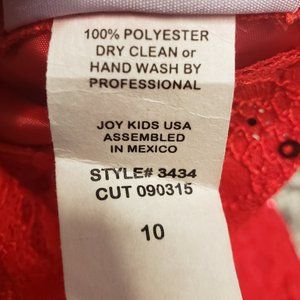 100% POLYESTER
DRY CLEAN or
HAND WASH BY
PROFESSIONAL
JOY KIDS USA
ASSEMBLED
IN MEXICO
STYLE# 3434
CUT 090315
10